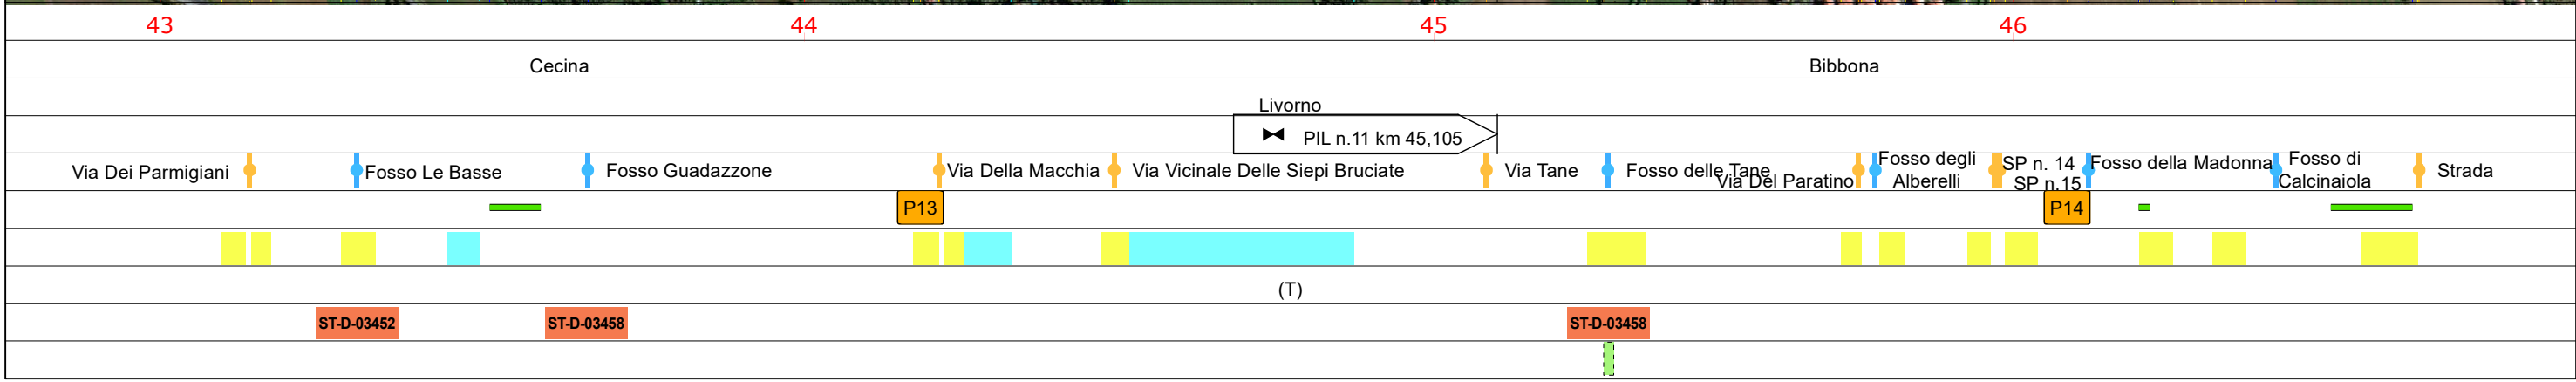 43 44 45 46
Cecina Bibbona
Livorno
PIL n.11 km 45,105
Via Dei Parmigiani Fosso Le Basse Fosso Guadazzone Via Della Macchia Via Vicinale Delle Siepi Bruciate Via Tane Fosso delle Tane Via Del Paratino
Fosso degli
Alberelli
SP n. 14
SP n.15
Fosso della Madonna
Fosso di
Calcinaiola
Strada
P13 P14
(T)
ST-D-03452 ST-D-03458 ST-D-03458